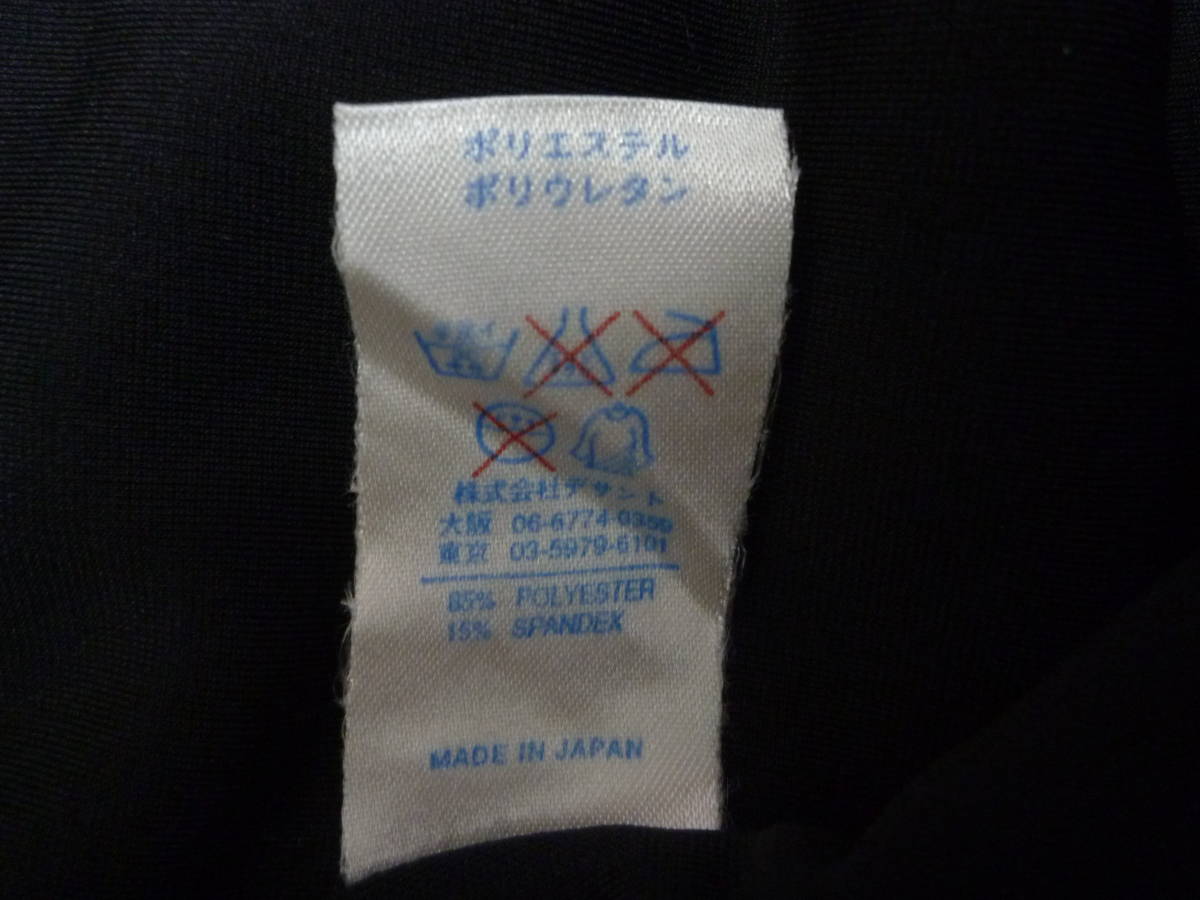 ポリエステル
ポリウレタン
株式会社デサント
大阪 06-6774-0359
東京 03-5979-6101
85% POLYESTER
15% SPANDEX
MADE IN JAPAN